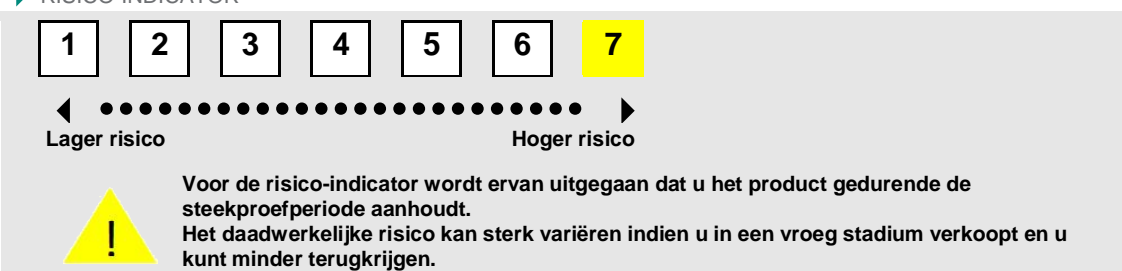 RISICO-INDICATOR
1 2 3 4 5 6 7
Lager risico Hoger risico
Voor de risico-indicator wordt ervan uitgegaan dat u het product gedurende de
steekproefperiode aanhoudt.
! Het daadwerkelijke risico kan sterk variëren indien u in een vroeg stadium verkoopt en u
kunt minder terugkrijgen.